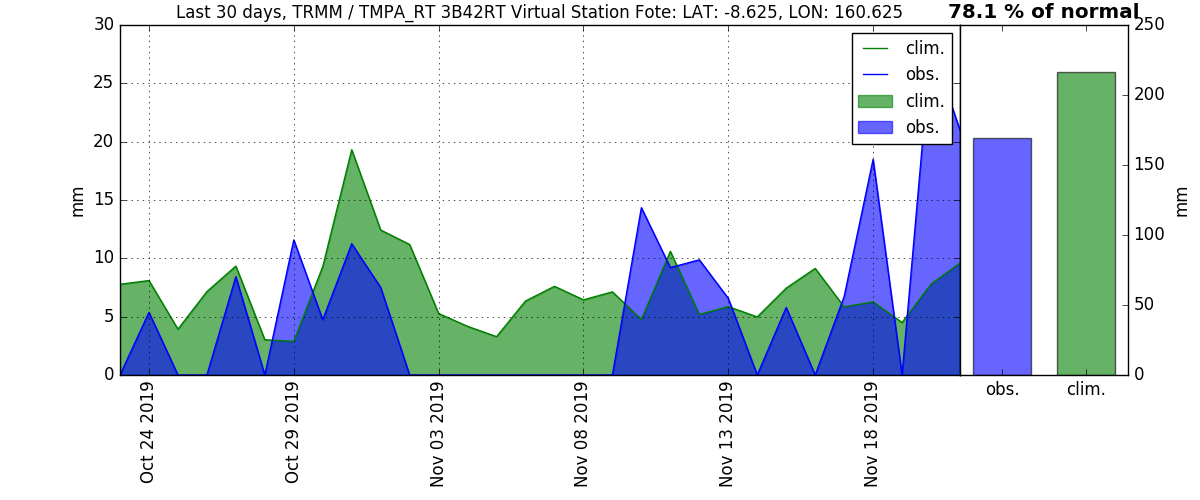 Last 30 days, TRMM / TMPA_RT 3B42RT Virtual Station Fote: LAT: -8.625, LON: 160.625
78.1 % of normal
30
25
20
15
10
5
0
mm
clim.
obs.
clim.
obs.
250
200
150
100
50
0
mm
Oct 24 2019
Oct 29 2019
Nov 03 2019
Nov 08 2019
Nov 13 2019
Nov 18 2019
obs.
clim.